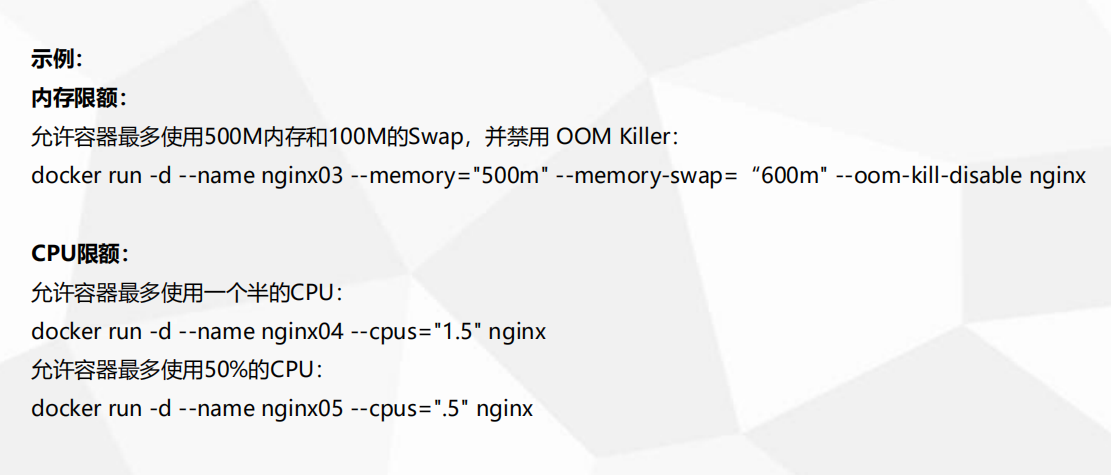 示例：
内存限额：
允许容器最多使用500M内存和100M的Swap，并禁用 OOM Killer：
docker run -d --name nginx03 --memory="500m" --memory-swap=“600m" --oom-kill-disable nginx
CPU限额：
允许容器最多使用一个半的CPU：
docker run -d --name nginx04 --cpus="1.5" nginx
允许容器最多使用50%的CPU：
docker run -d --name nginx05 --cpus=".5" nginx